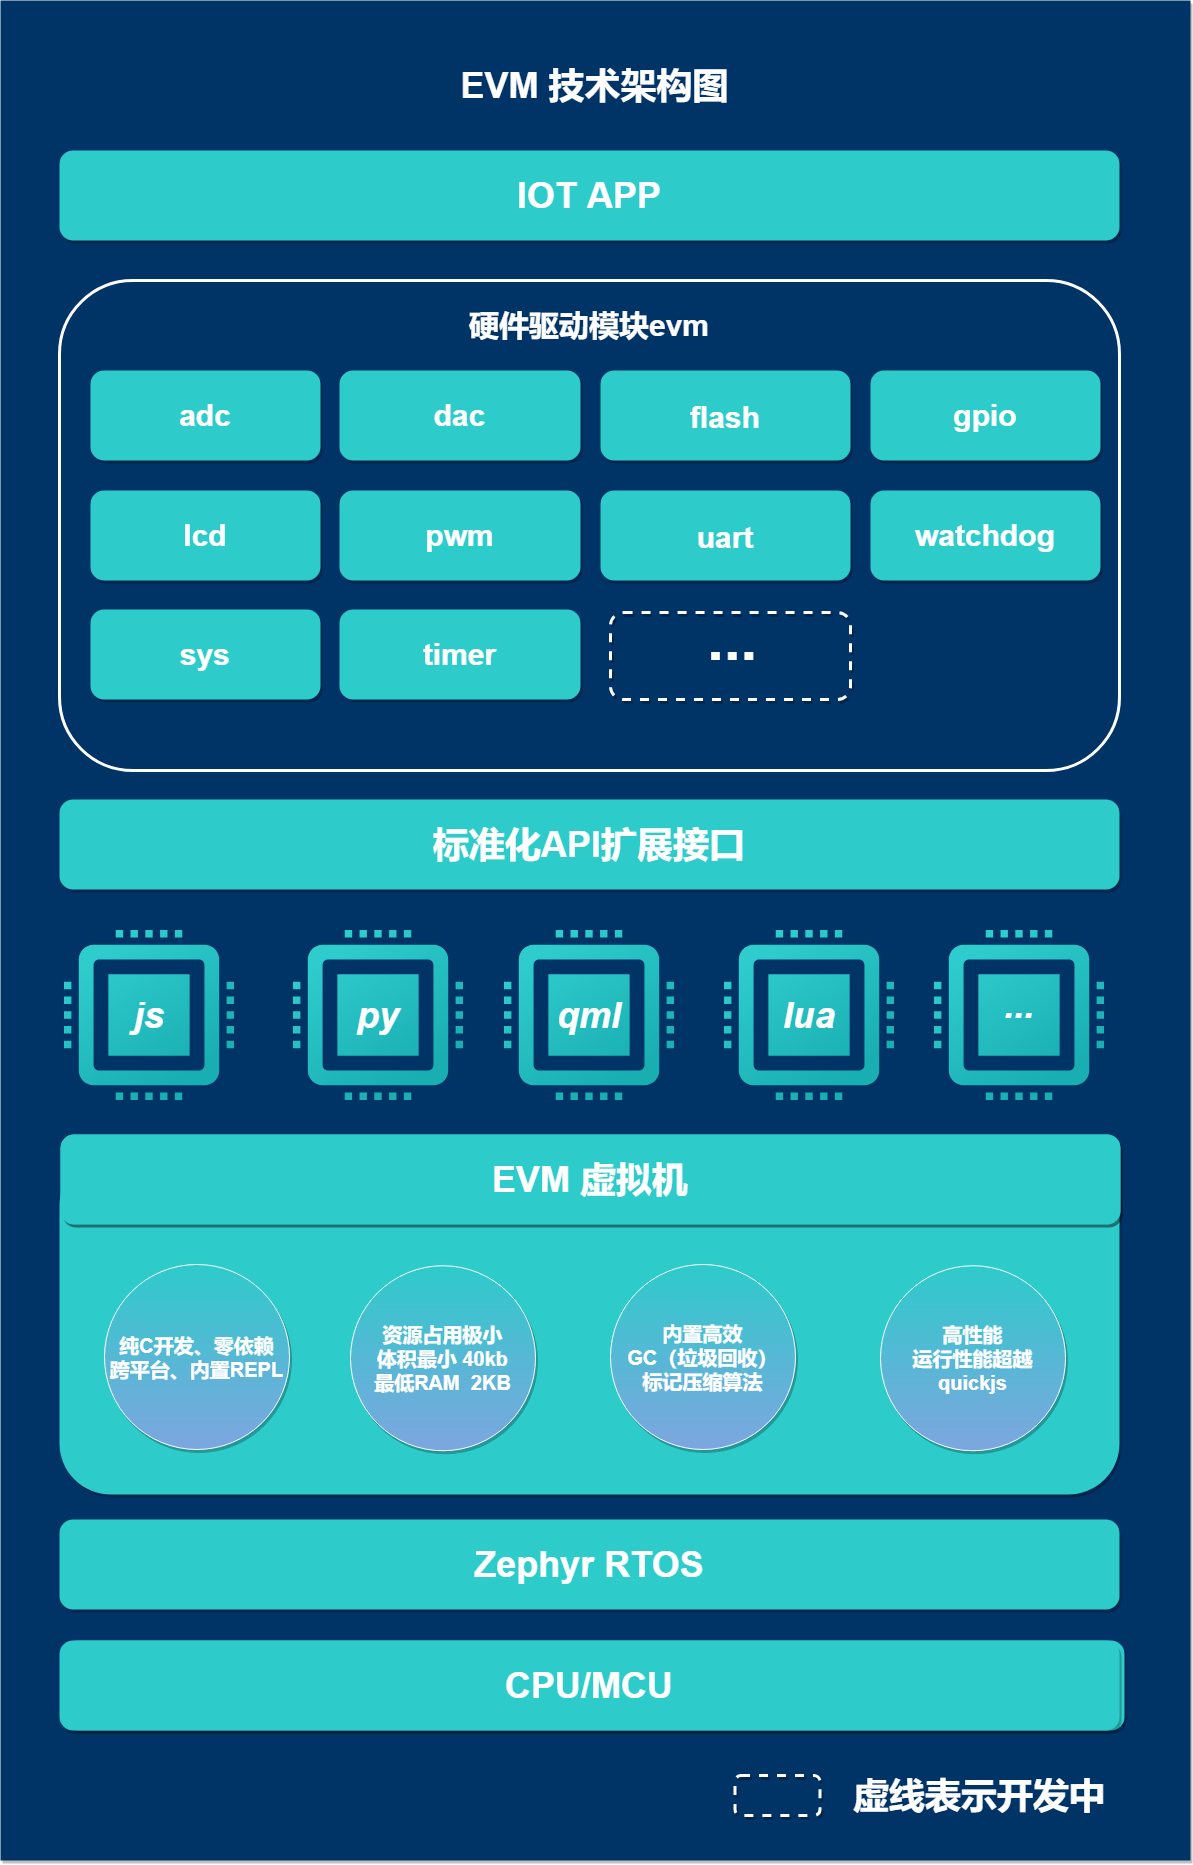 EVM 技术架构图
IOT APP
硬件驱动模块evm
adc
dac
flash
gpio
lcd
pwm
uart
watchdog
sys
timer
...
标准化API扩展接口
js
py
qml
lua
...
EVM 虚拟机
纯C开发、零依赖
跨平台、内置REPL
资源占用极小
体积最小 40kb
最低RAM 2KB
内置高效
GC（垃圾回收）
标记压缩算法
高性能
运行性能超越
quickjs
Zephyr RTOS
CPU/MCU
虚线表示开发中